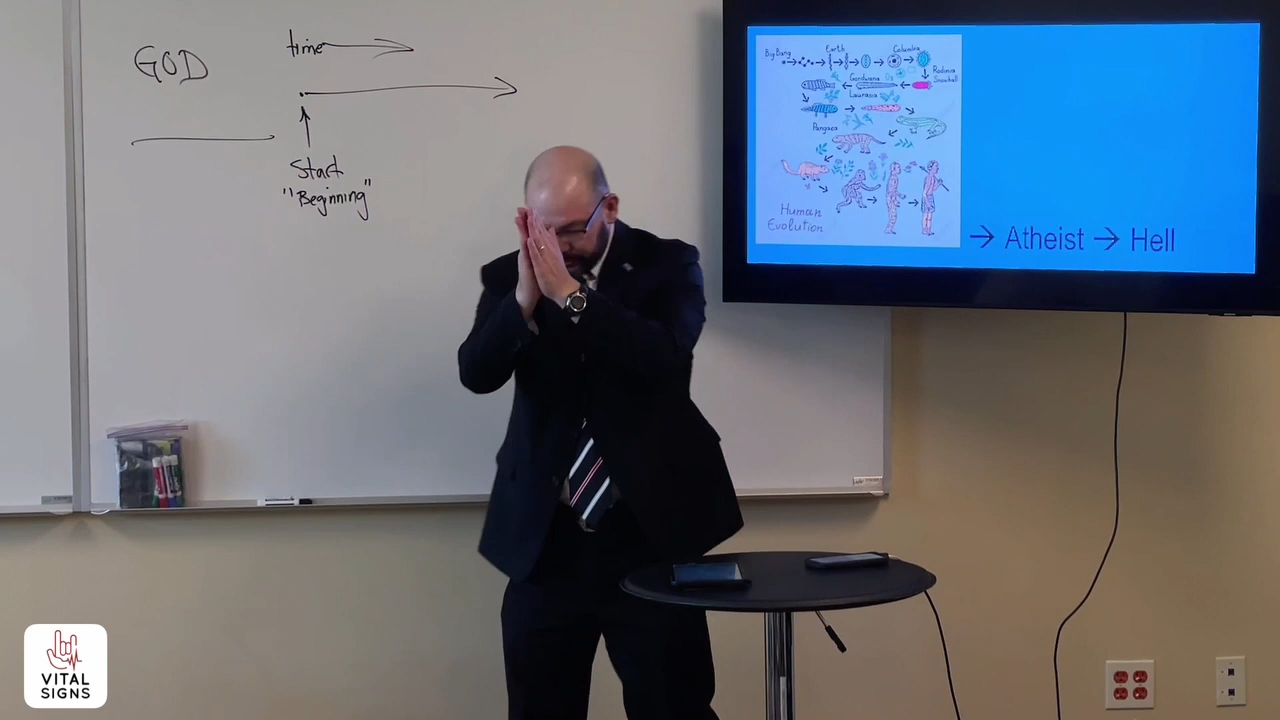 GOD
time
Start
"Beginning"
Big Bang
Earth
Columbia
Rodinia
Snowball
Gondwana
O₂
Laurasia
Pangaea
Human
Evolution
→ Atheist → Hell
VITAL
SIGNS